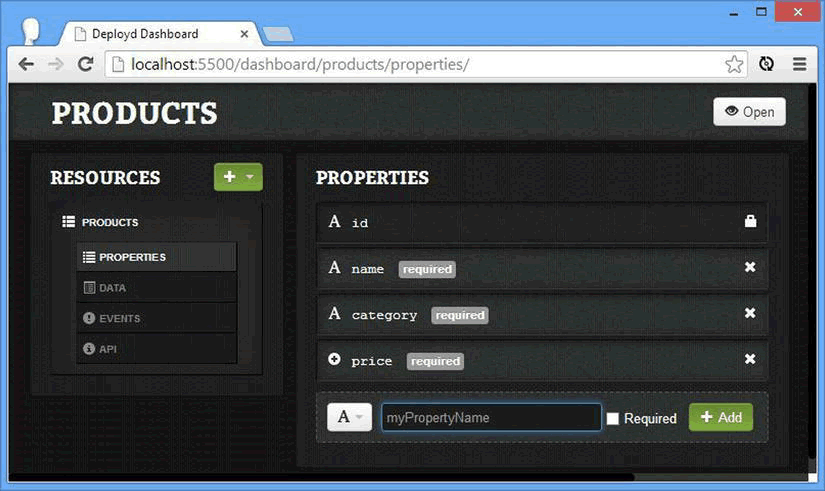 Deployd Dashboard
localhost:5500/dashboard/products/properties/
PRODUCTS
Open
RESOURCES
PRODUCTS
PROPERTIES
DATA
EVENTS
API
PROPERTIES
A id
A name required
A category required
price required
A myPropertyName Required + Add